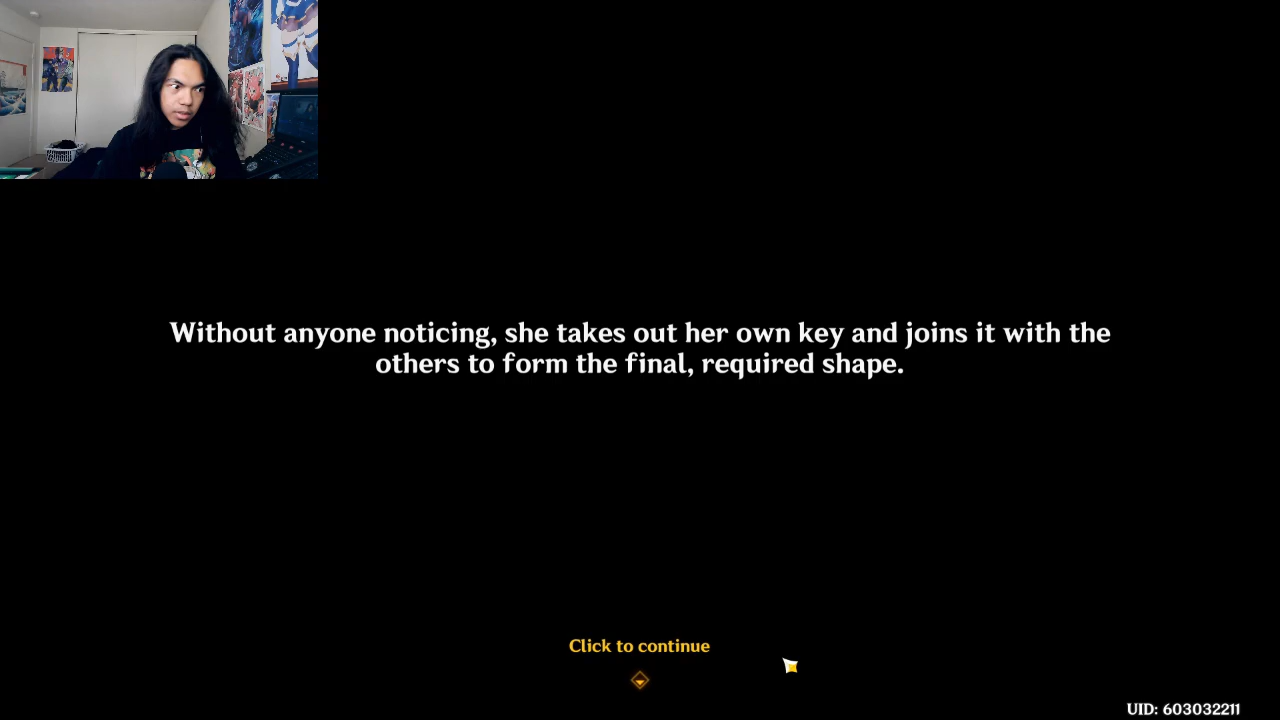 Without anyone noticing, she takes out her own key and joins it with the
others to form the final, required shape.
Click to continue
UID: 603032211